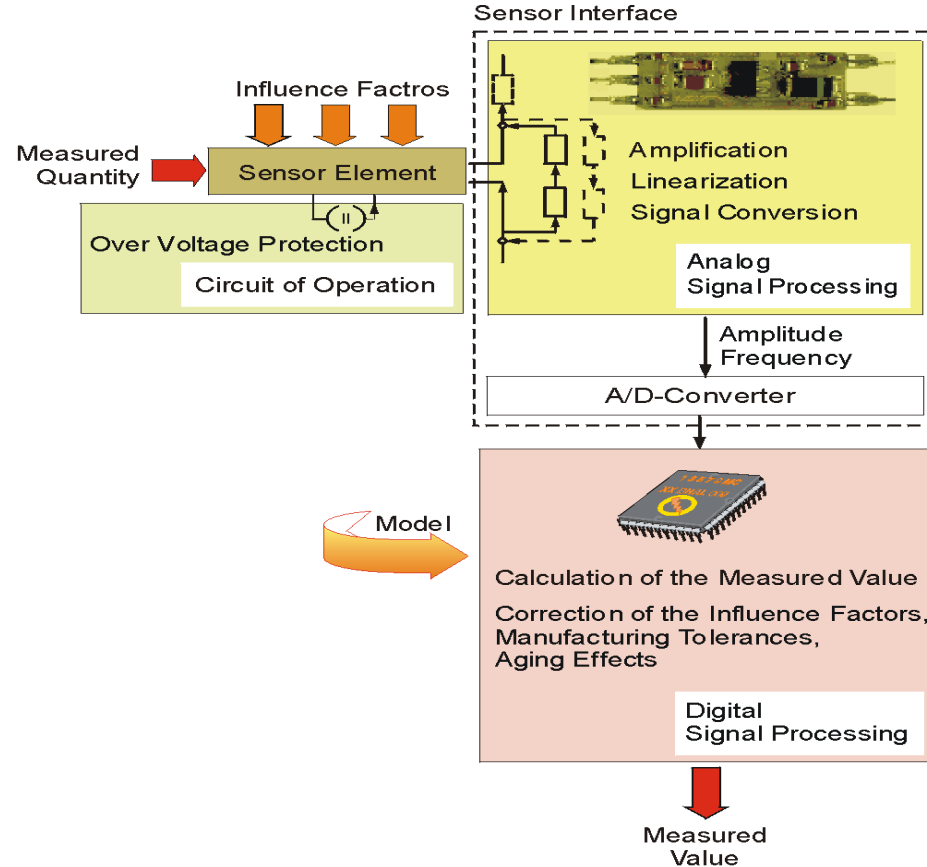 Sensor Interface
Influence Factros
Measured
Quantity
Sensor Element
Over Voltage Protection
Circuit of Operation
Amplification
Linearization
Signal Conversion
Analog
Signal Processing
Amplitude
Frequency
A/D-Converter
Model
Calculation of the Measured Value
Correction of the Influence Factors,
Manufacturing Tolerances,
Aging Effects
Digital
Signal Processing
Measured
Value